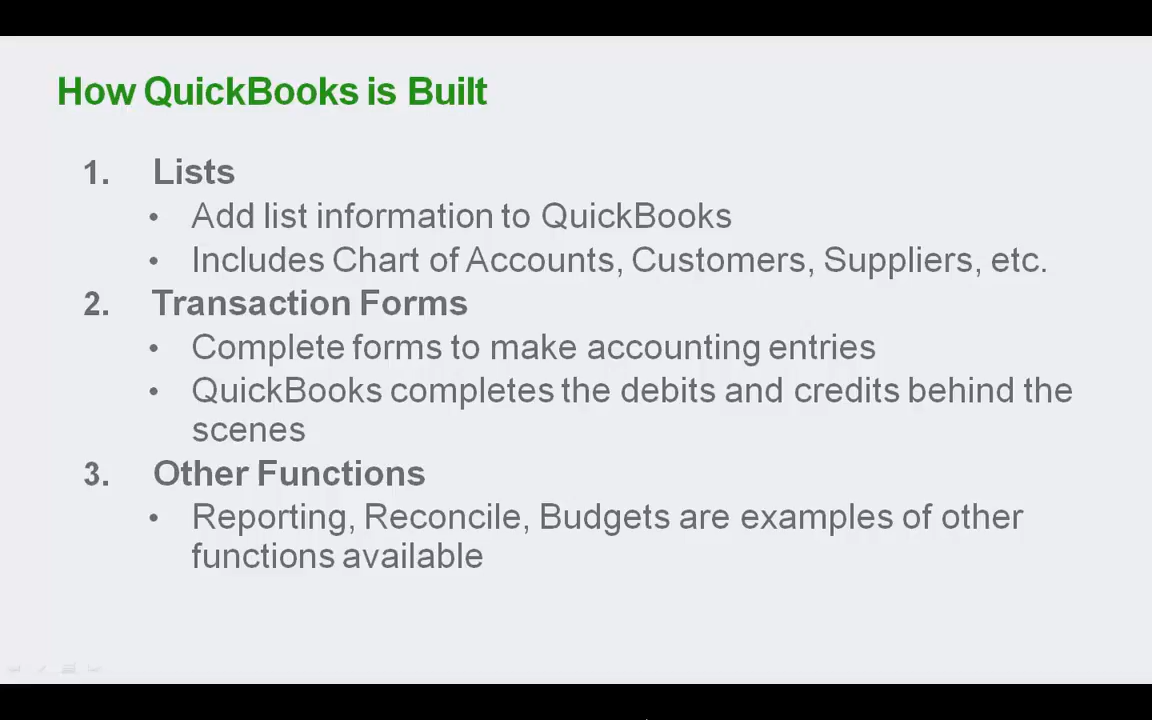 How QuickBooks is Built
1. Lists
• Add list information to QuickBooks
• Includes Chart of Accounts, Customers, Suppliers, etc.
2. Transaction Forms
• Complete forms to make accounting entries
• QuickBooks completes the debits and credits behind the
scenes
3. Other Functions
• Reporting, Reconcile, Budgets are examples of other
functions available